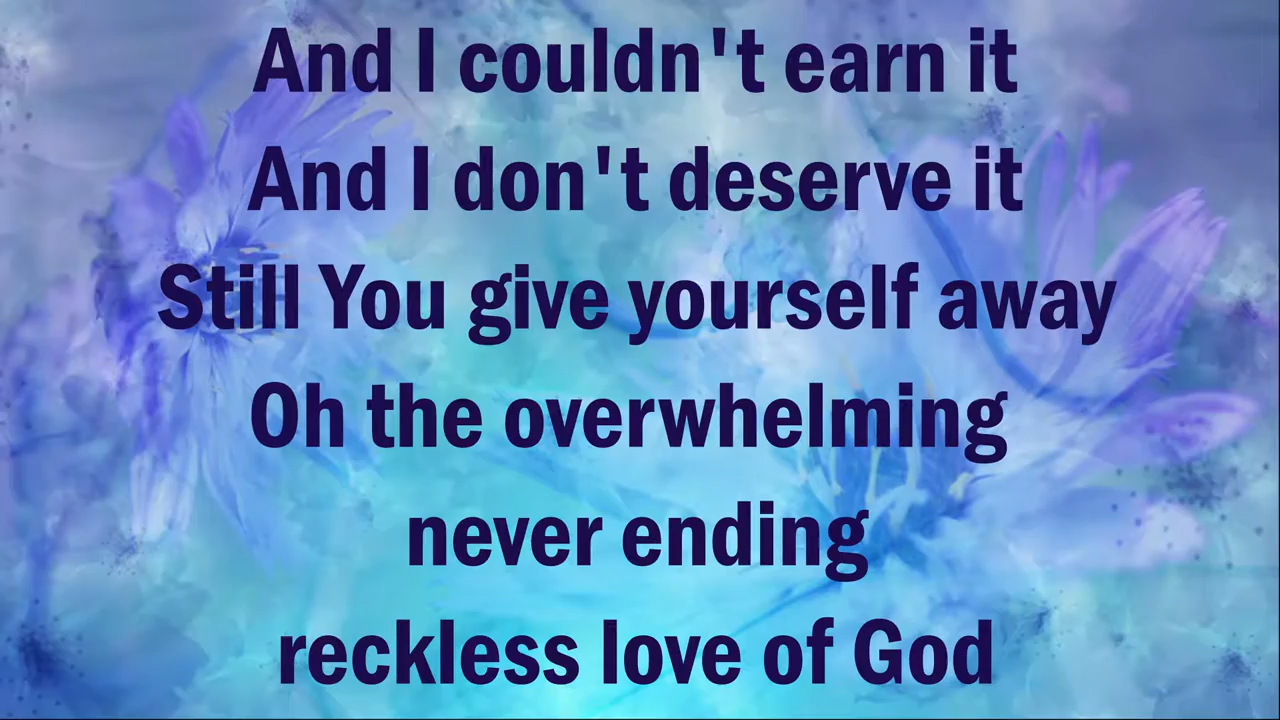 And I couldn't earn it
And I don't deserve it
Still You give yourself away
Oh the overwhelming
never ending
reckless love of God